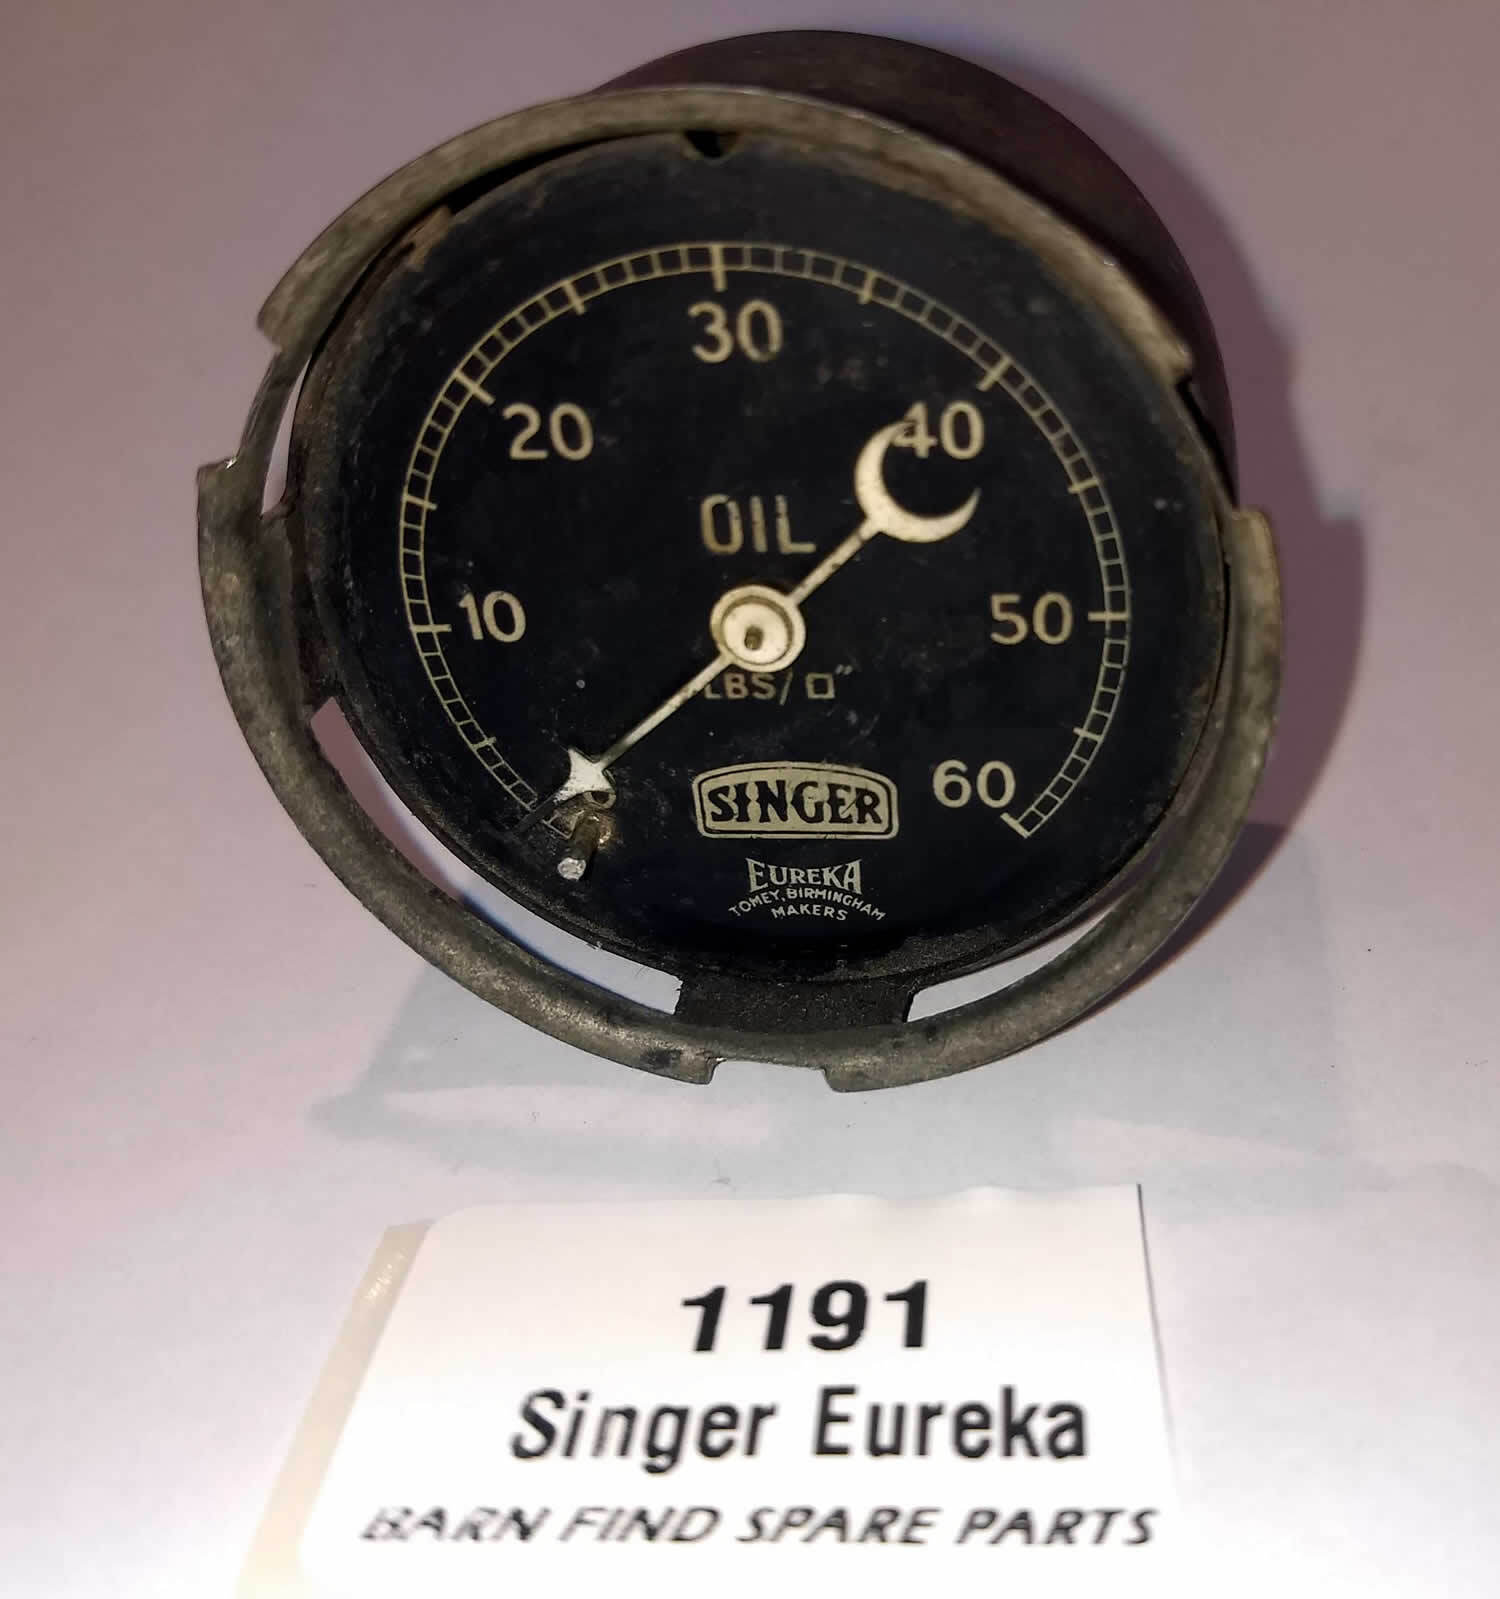 30
20
40
OIL
10
50
LBS/□"
60
SINGER
EUREKA
TOMEY, BIRMINGHAM
MAKERS
1191
Singer Eureka
BARN FIND SPARE PARTS